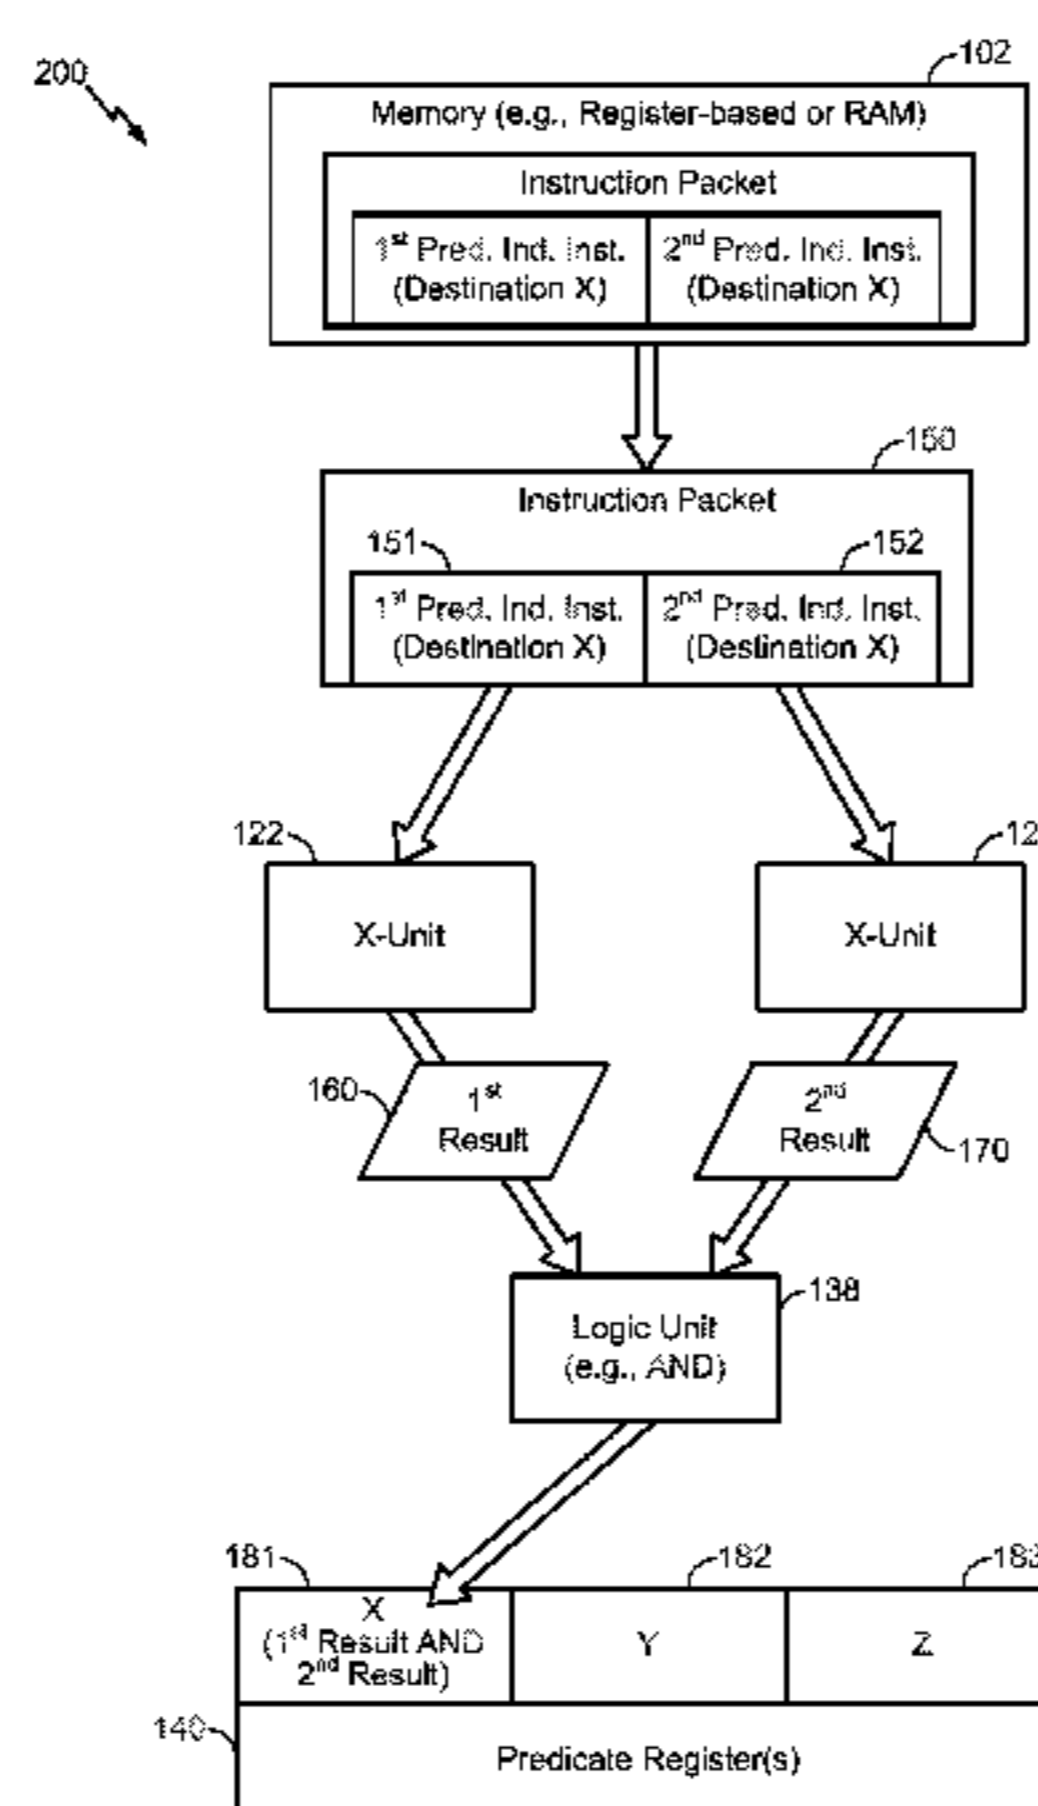 200
102
Memory (e.g., Register-based or RAM)
Instruction Packet
1st Pred. Ind. Inst.
(Destination X)
2nd Pred. Ind. Inst.
(Destination X)
150
Instruction Packet
151
152
1st Pred. Ind. Inst.
(Destination X)
2nd Pred. Ind. Inst.
(Destination X)
122
X-Unit
X-Unit
160
1st
Result
2nd
Result
170
138
Logic Unit
(e.g., AND)
181
182
X
(1st Result AND
2nd Result)
Y
Z
140
Predicate Register(s)